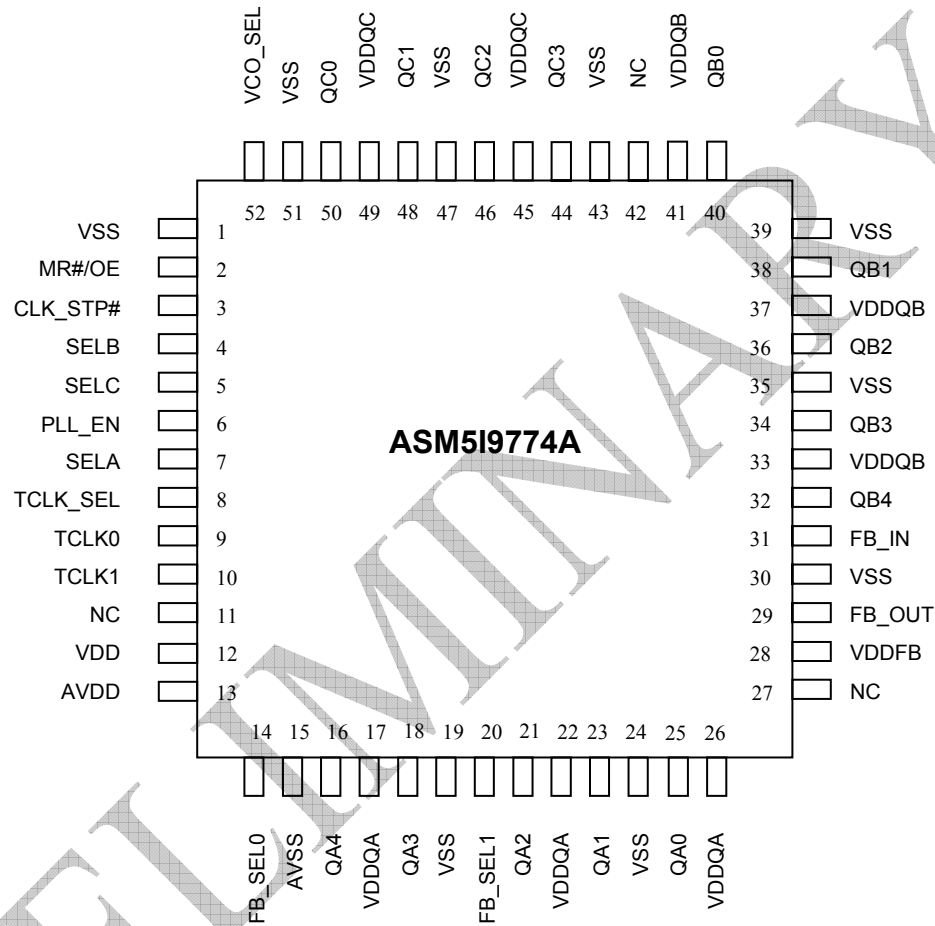 VCO_SEL
VSS
QC0
VDDQC
QC1
VSS
QC2
VDDQC
QC3
VSS
NC
VDDQB
QB0
52 51 50 49 48 47 46 45 44 43 42 41 40
VSS 1
MR#/OE 2
CLK_STP# 3
SELB 4
SELC 5
PLL_EN 6
SELA 7
TCLK_SEL 8
TCLK0 9
TCLK1 10
NC 11
VDD 12
AVDD 13
ASM5I9774A
39 VSS
38 QB1
37 VDDQB
36 QB2
35 VSS
34 QB3
33 VDDQB
32 QB4
31 FB_IN
30 VSS
29 FB_OUT
28 VDDFB
27 NC
14 15 16 17 18 19 20 21 22 23 24 25 26
FB_SEL0
AVSS
QA4
VDDQA
QA3
VSS
FB_SEL1
QA2
VDDQA
QA1
VSS
QA0
VDDQA
ELIMINARY